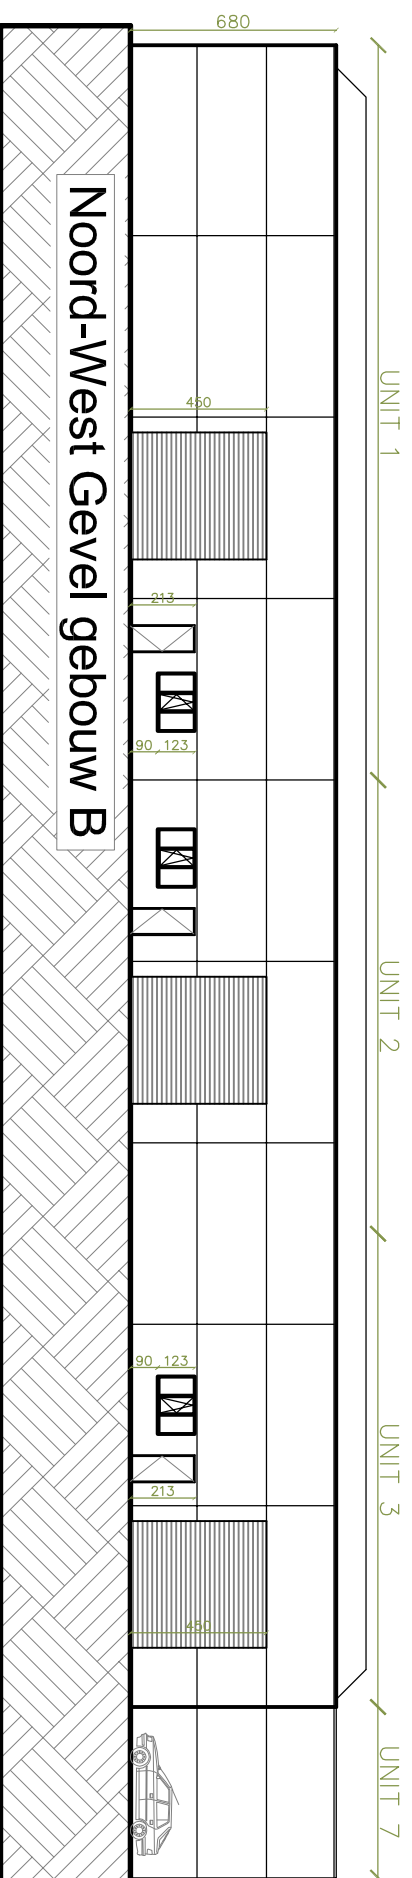 UNIT 1
UNIT 2
UNIT 3
UNIT 7
680
450
213
90 123
90 123
213
450
Noord-West Gevel gebouw B